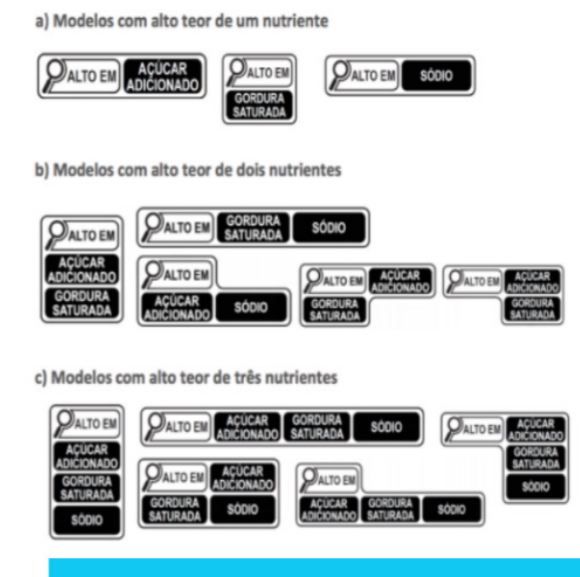 a) Modelos com alto teor de um nutriente
ALTO EM AÇÚCAR ADICIONADO
ALTO EM GORDURA SATURADA
ALTO EM SÓDIO
b) Modelos com alto teor de dois nutrientes
ALTO EM AÇÚCAR ADICIONADO GORDURA SATURADA
ALTO EM GORDURA SATURADA SÓDIO
ALTO EM AÇÚCAR ADICIONADO SÓDIO
ALTO EM AÇÚCAR ADICIONADO GORDURA SATURADA
ALTO EM AÇÚCAR ADICIONADO GORDURA SATURADA
c) Modelos com alto teor de três nutrientes
ALTO EM AÇÚCAR ADICIONADO GORDURA SATURADA SÓDIO
ALTO EM AÇÚCAR ADICIONADO GORDURA SATURADA SÓDIO
ALTO EM AÇÚCAR ADICIONADO GORDURA SATURADA SÓDIO
ALTO EM AÇÚCAR ADICIONADO GORDURA SATURADA SÓDIO
ALTO EM AÇÚCAR ADICIONADO GORDURA SATURADA SÓDIO